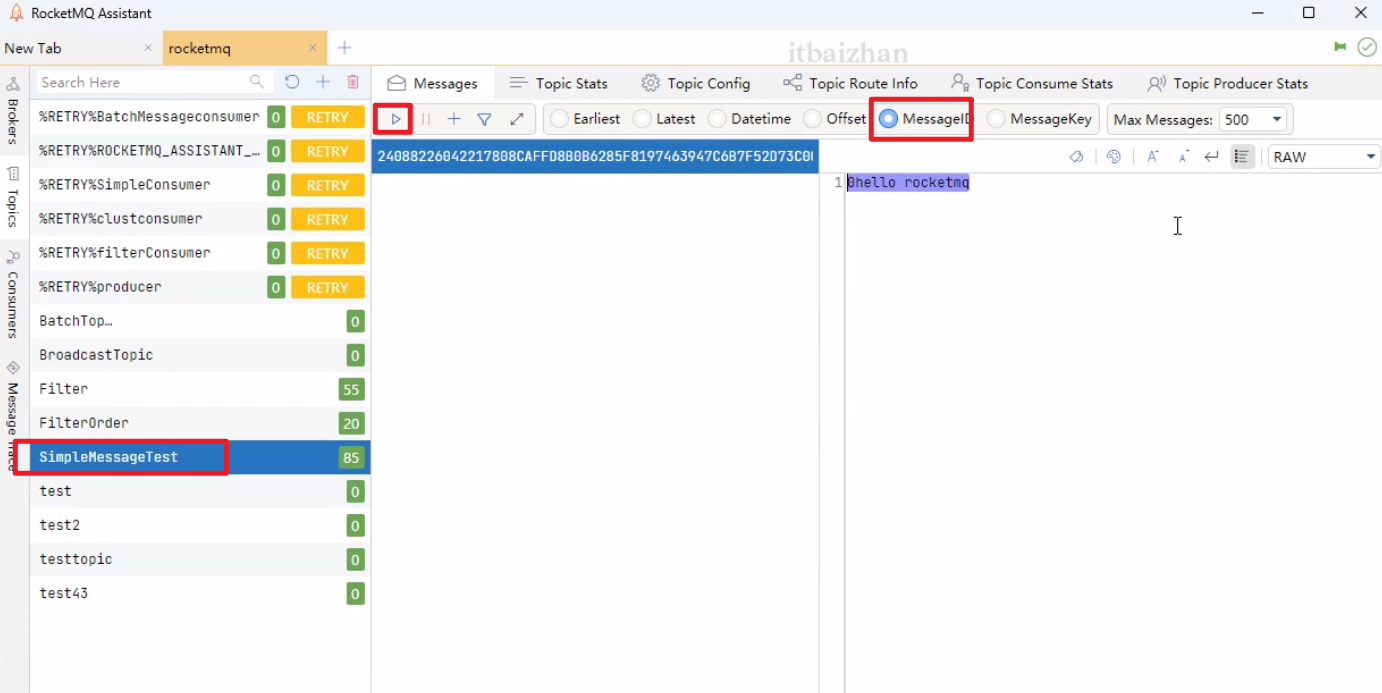 RocketMQ Assistant
New Tab
rocketmq
itbaizhan
Brokers
Topics
Consumers
Message
Search Here
%RETRY%BatchMessageconsumer 0 RETRY
%RETRY%ROCKETMQ_ASSISTANT_... 0 RETRY
%RETRY%SimpleConsumer 0 RETRY
%RETRY%clustconsumer 0 RETRY
%RETRY%filterConsumer 0 RETRY
%RETRY%producer 0 RETRY
BatchTop... 0
BroadcastTopic 0
Filter 55
FilterOrder 20
SimpleMessageTest 85
test 0
test2 0
testtopic 0
test43 0
Messages Topic Stats Topic Config Topic Route Info Topic Consume Stats Topic Producer Stats
Earliest Latest Datetime Offset MessageID MessageKey Max Messages: 500
24088226042217808CAFFD8B0B6285F8197463947C6B7F52D73C00
RAW
1 0hello rocketmq